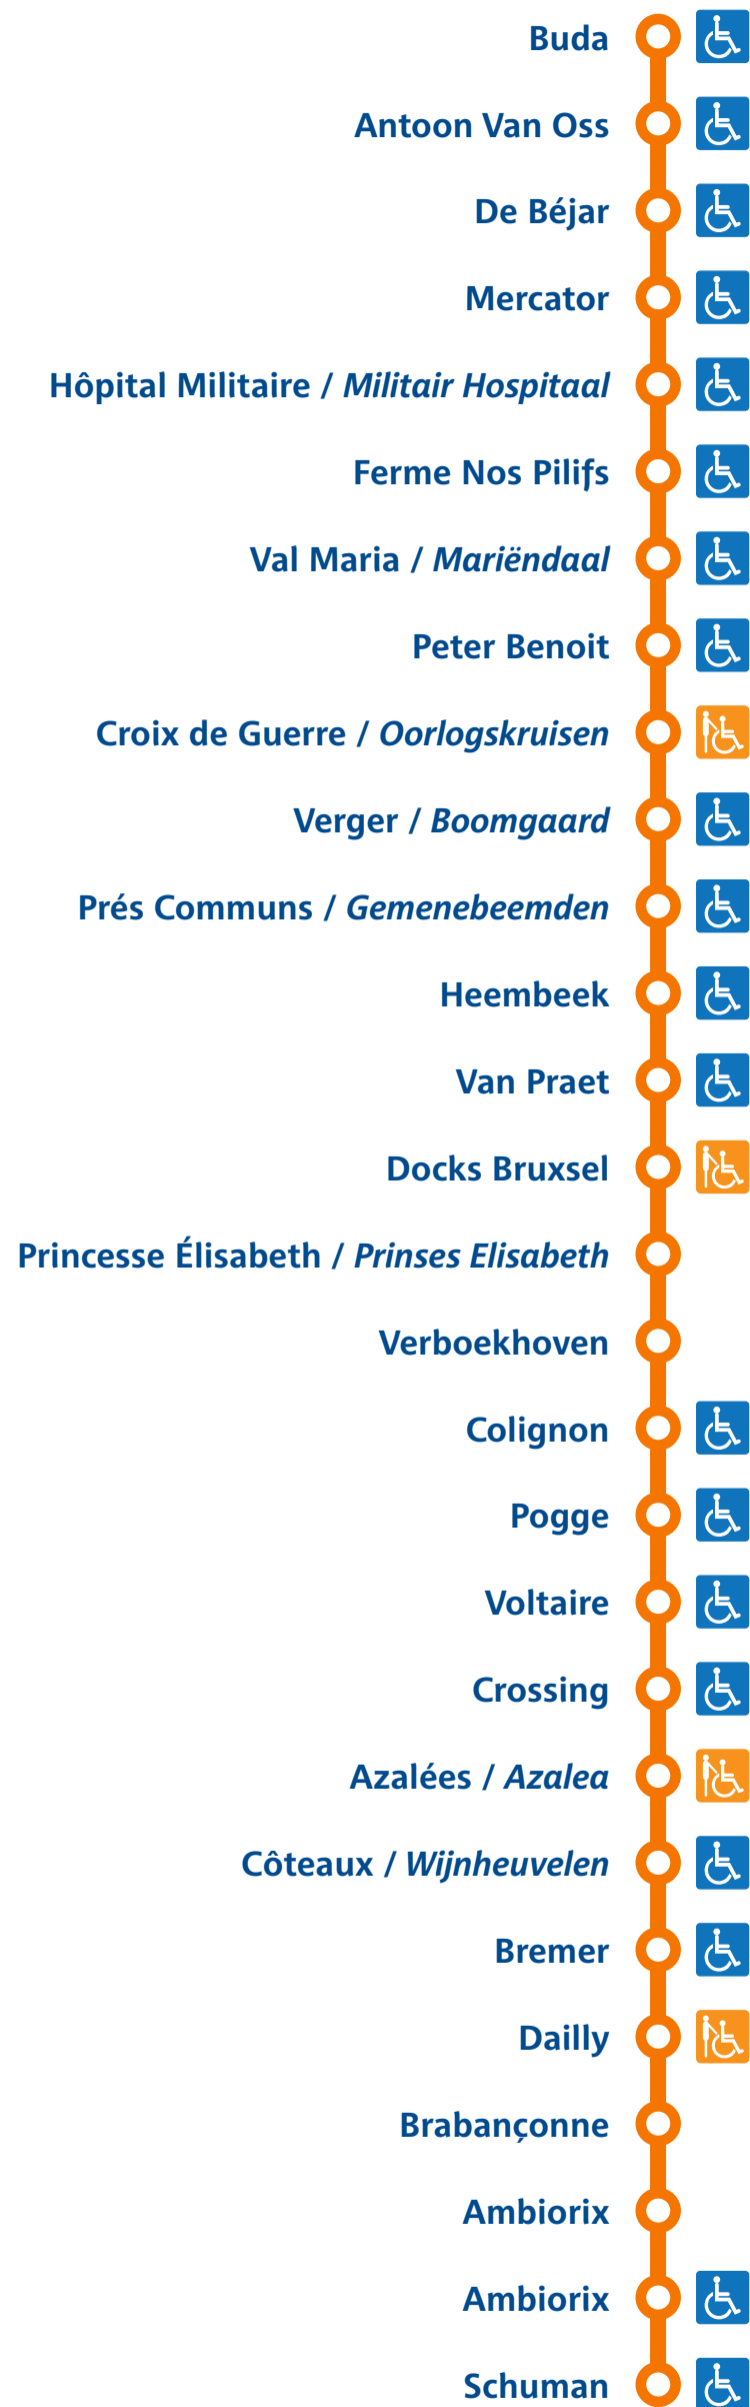 Buda
Antoon Van Oss
De Béjar
Mercator
Hôpital Militaire / Militair Hospitaal
Ferme Nos Pilifs
Val Maria / Mariëndaal
Peter Benoit
Croix de Guerre / Oorlogskruisen
Verger / Boomgaard
Prés Communs / Gemenebeemden
Heembeek
Van Praet
Docks Bruxsel
Princesse Élisabeth / Prinses Elisabeth
Verboekhoven
Colignon
Pogge
Voltaire
Crossing
Azalées / Azalea
Côteaux / Wijnheuvelen
Bremer
Dailly
Brabançonne
Ambiorix
Ambiorix
Schuman